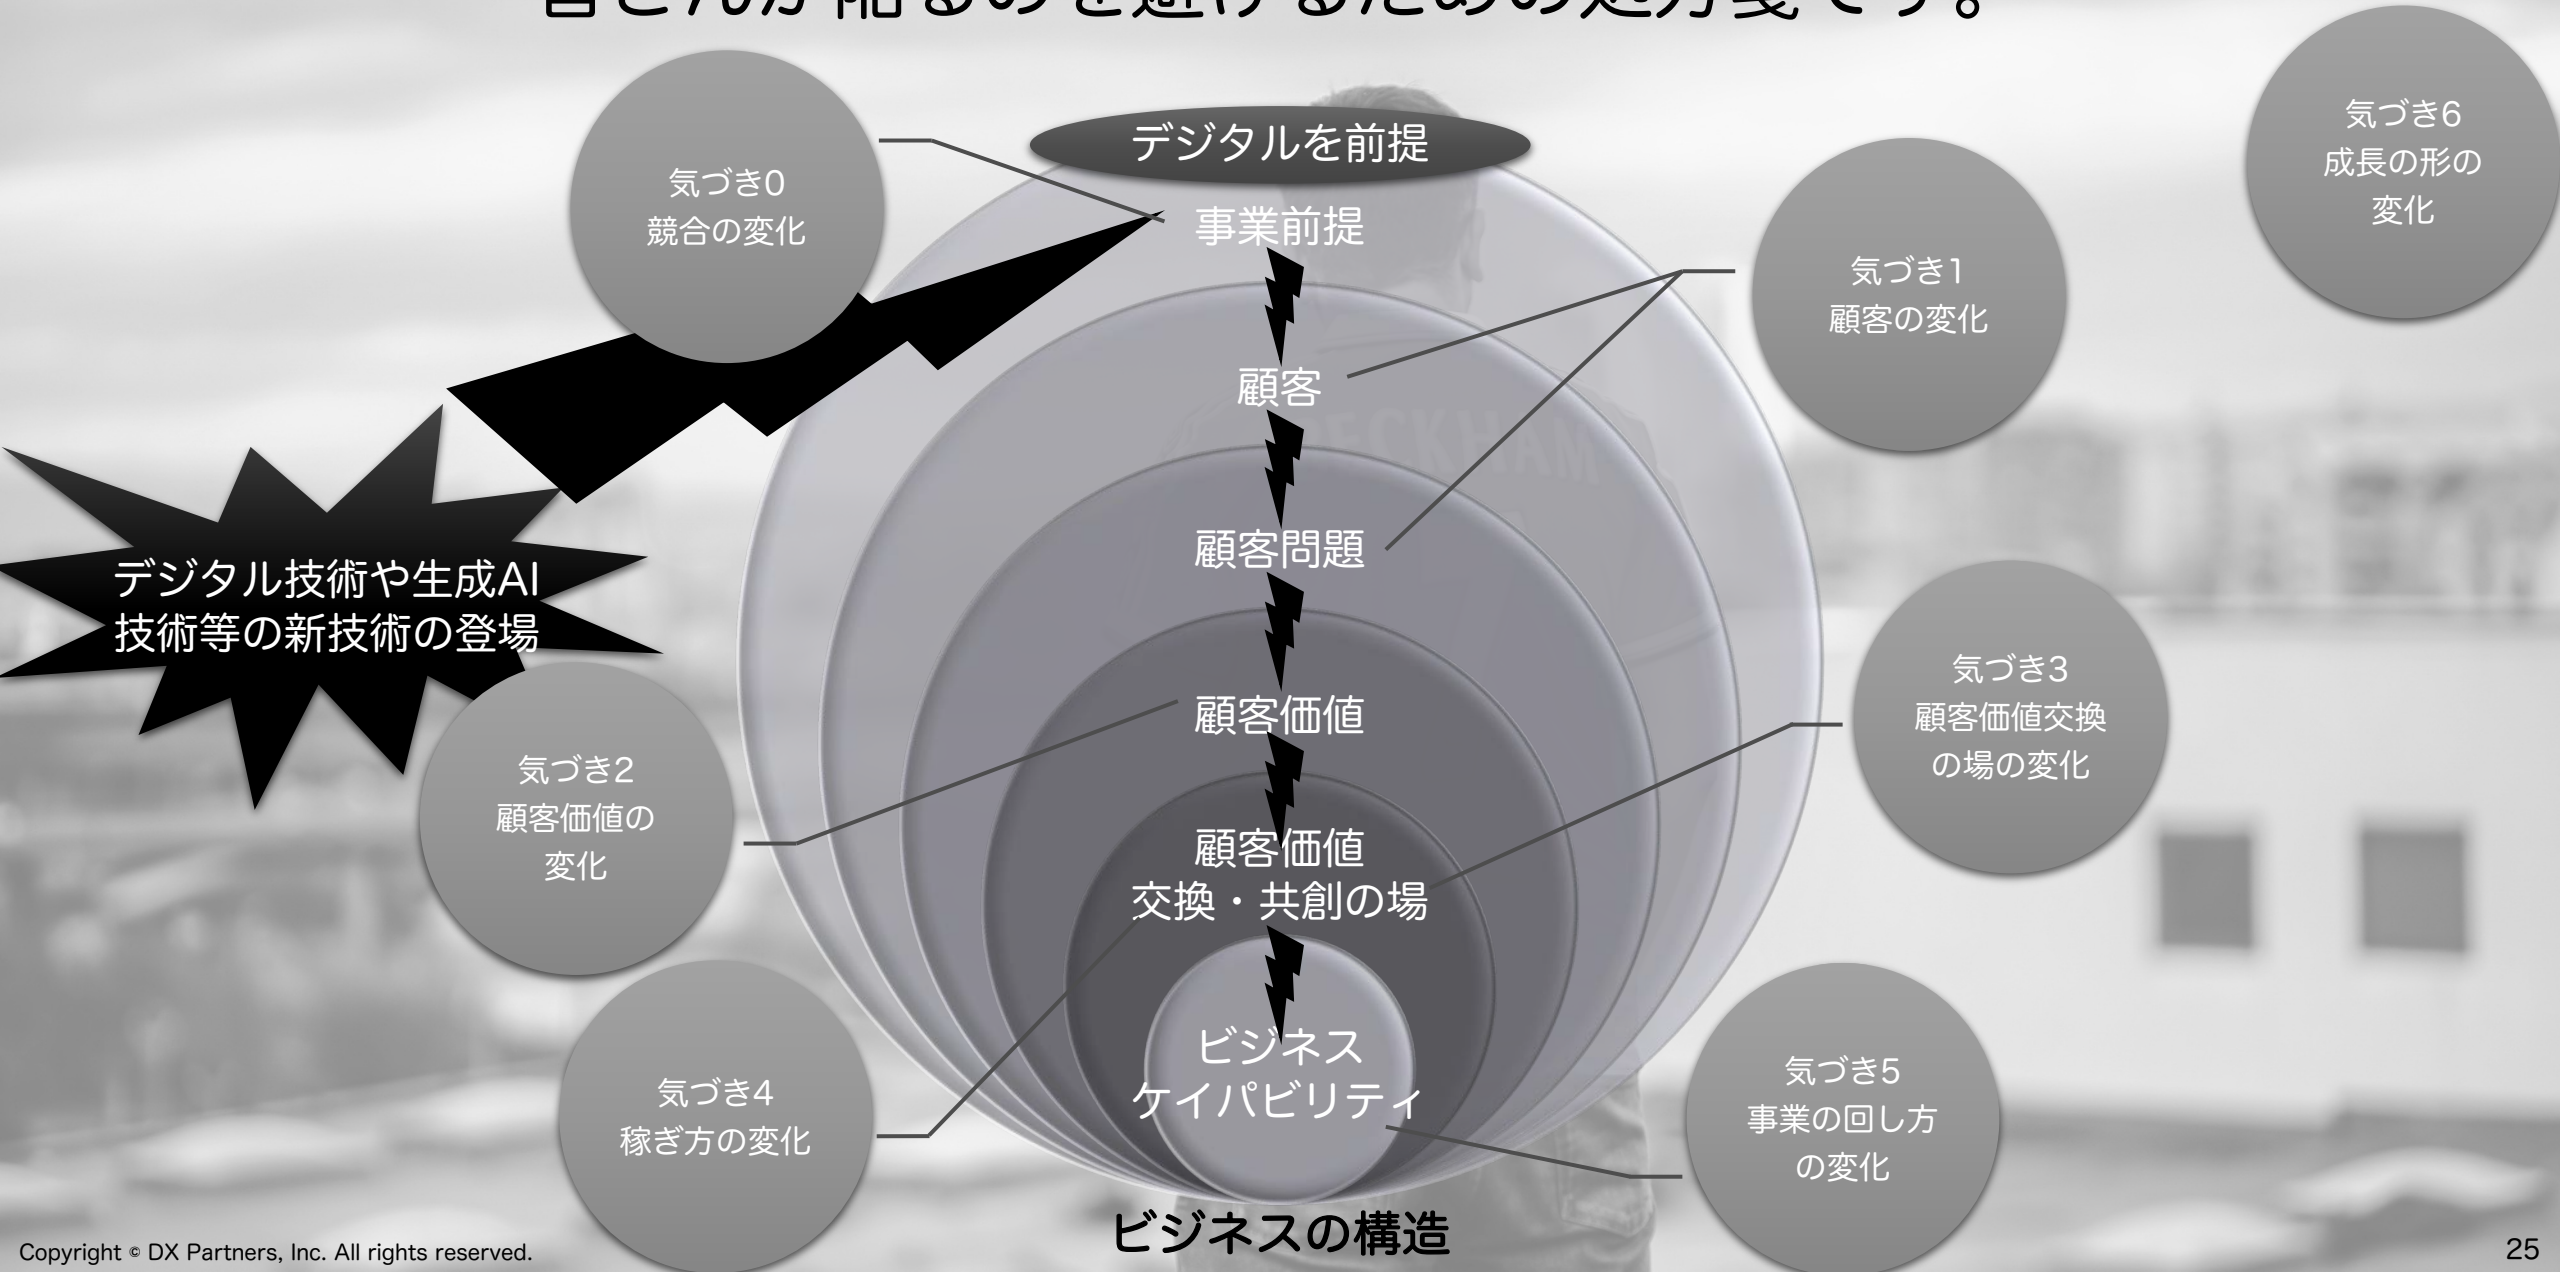 デジタルを前提
気づき6
成長の形の
変化
気づき0
競合の変化
事業前提
気づき1
顧客の変化
顧客
顧客問題
デジタル技術や生成AI
技術等の新技術の登場
気づき3
顧客価値交換
の場の変化
顧客価値
気づき2
顧客価値の
変化
顧客価値
交換・共創の場
ビジネス
ケイパビリティ
気づき4
稼ぎ方の変化
気づき5
事業の回し方
の変化
ビジネスの構造
Copyright © DX Partners, Inc. All rights reserved.
25